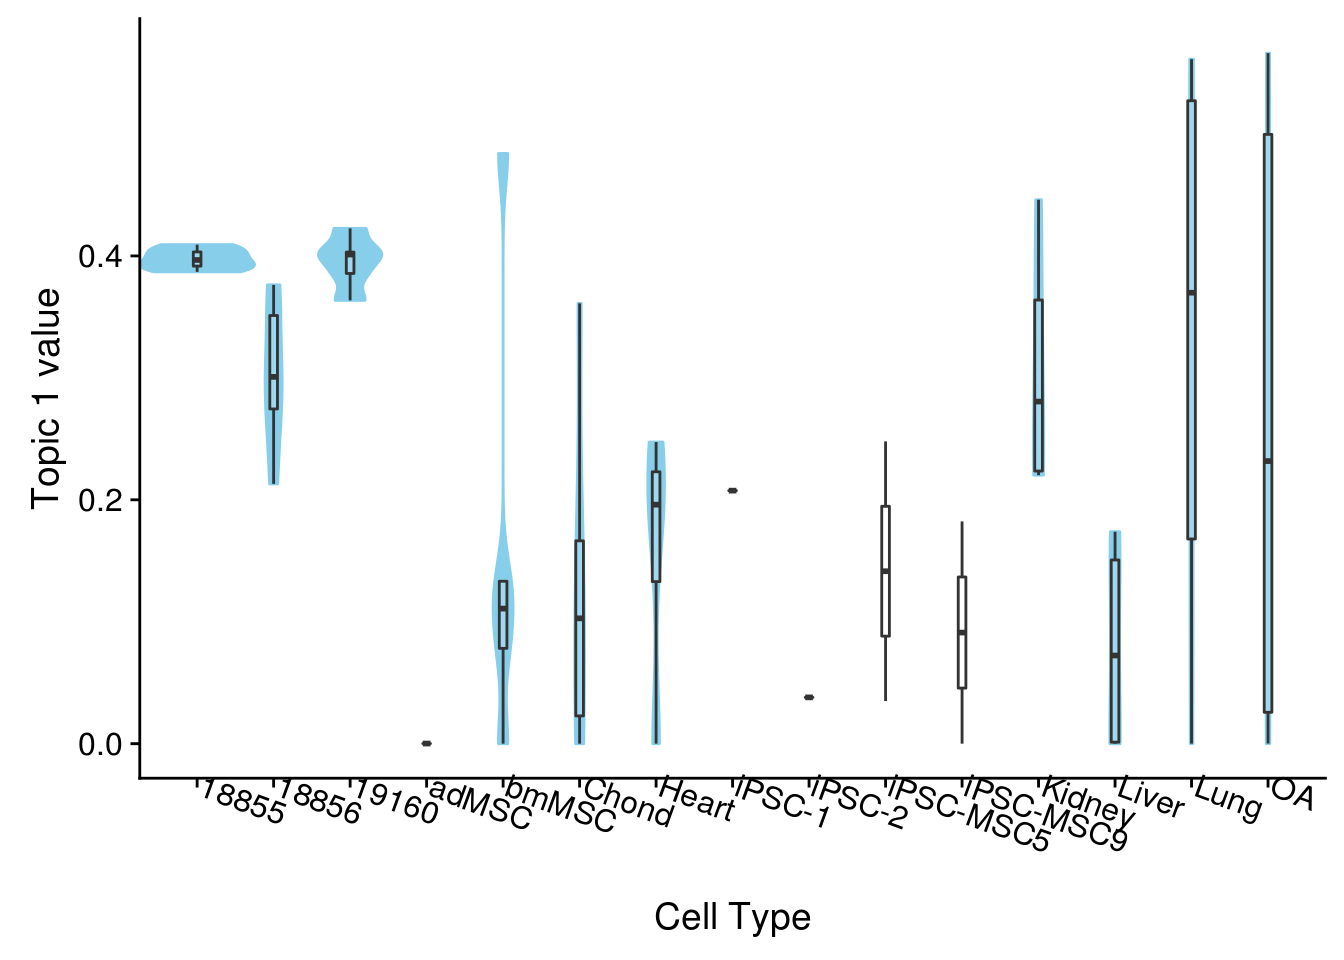 Topic 1 value
0.4
0.2
0.0
18855
18856
19160
adMSC
bmMSC
Chond
Heart
iPSC-1
iPSC-2
iPSC-MSC5
iPSC-MSC9
Kidney
Liver
Lung
OA
Cell Type